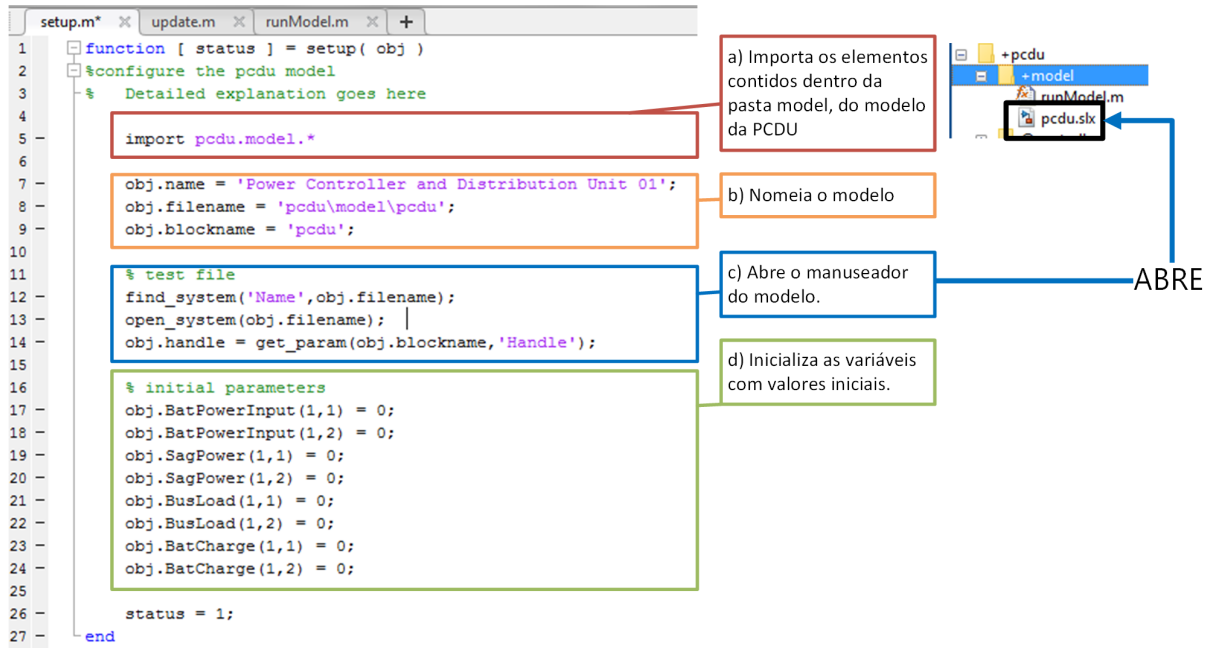 setup.m* × update.m × runModel.m × +
1 function [ status ] = setup( obj )
2 %configure the pcdu model
3 % Detailed explanation goes here
4
5 – import pcdu.model.*
6
7 – obj.name = 'Power Controller and Distribution Unit 01';
8 – obj.filename = 'pcdu\model\pcdu';
9 – obj.blockname = 'pcdu';
10
11 % test file
12 – find_system('Name',obj.filename);
13 – open_system(obj.filename);
14 – obj.handle = get_param(obj.blockname,'Handle');
15
16 % initial parameters
17 – obj.BatPowerInput(1,1) = 0;
18 – obj.BatPowerInput(1,2) = 0;
19 – obj.SagPower(1,1) = 0;
20 – obj.SagPower(1,2) = 0;
21 – obj.BusLoad(1,1) = 0;
22 – obj.BusLoad(1,2) = 0;
23 – obj.BatCharge(1,1) = 0;
24 – obj.BatCharge(1,2) = 0;
25
26 – status = 1;
27 – end
a) Importa os elementos
contidos dentro da
pasta model, do modelo
da PCDU
b) Nomeia o modelo
c) Abre o manuseador
do modelo.
d) Inicializa as variáveis
com valores iniciais.
+pcdu
+model
runModel.m
pcdu.slx
ABRE